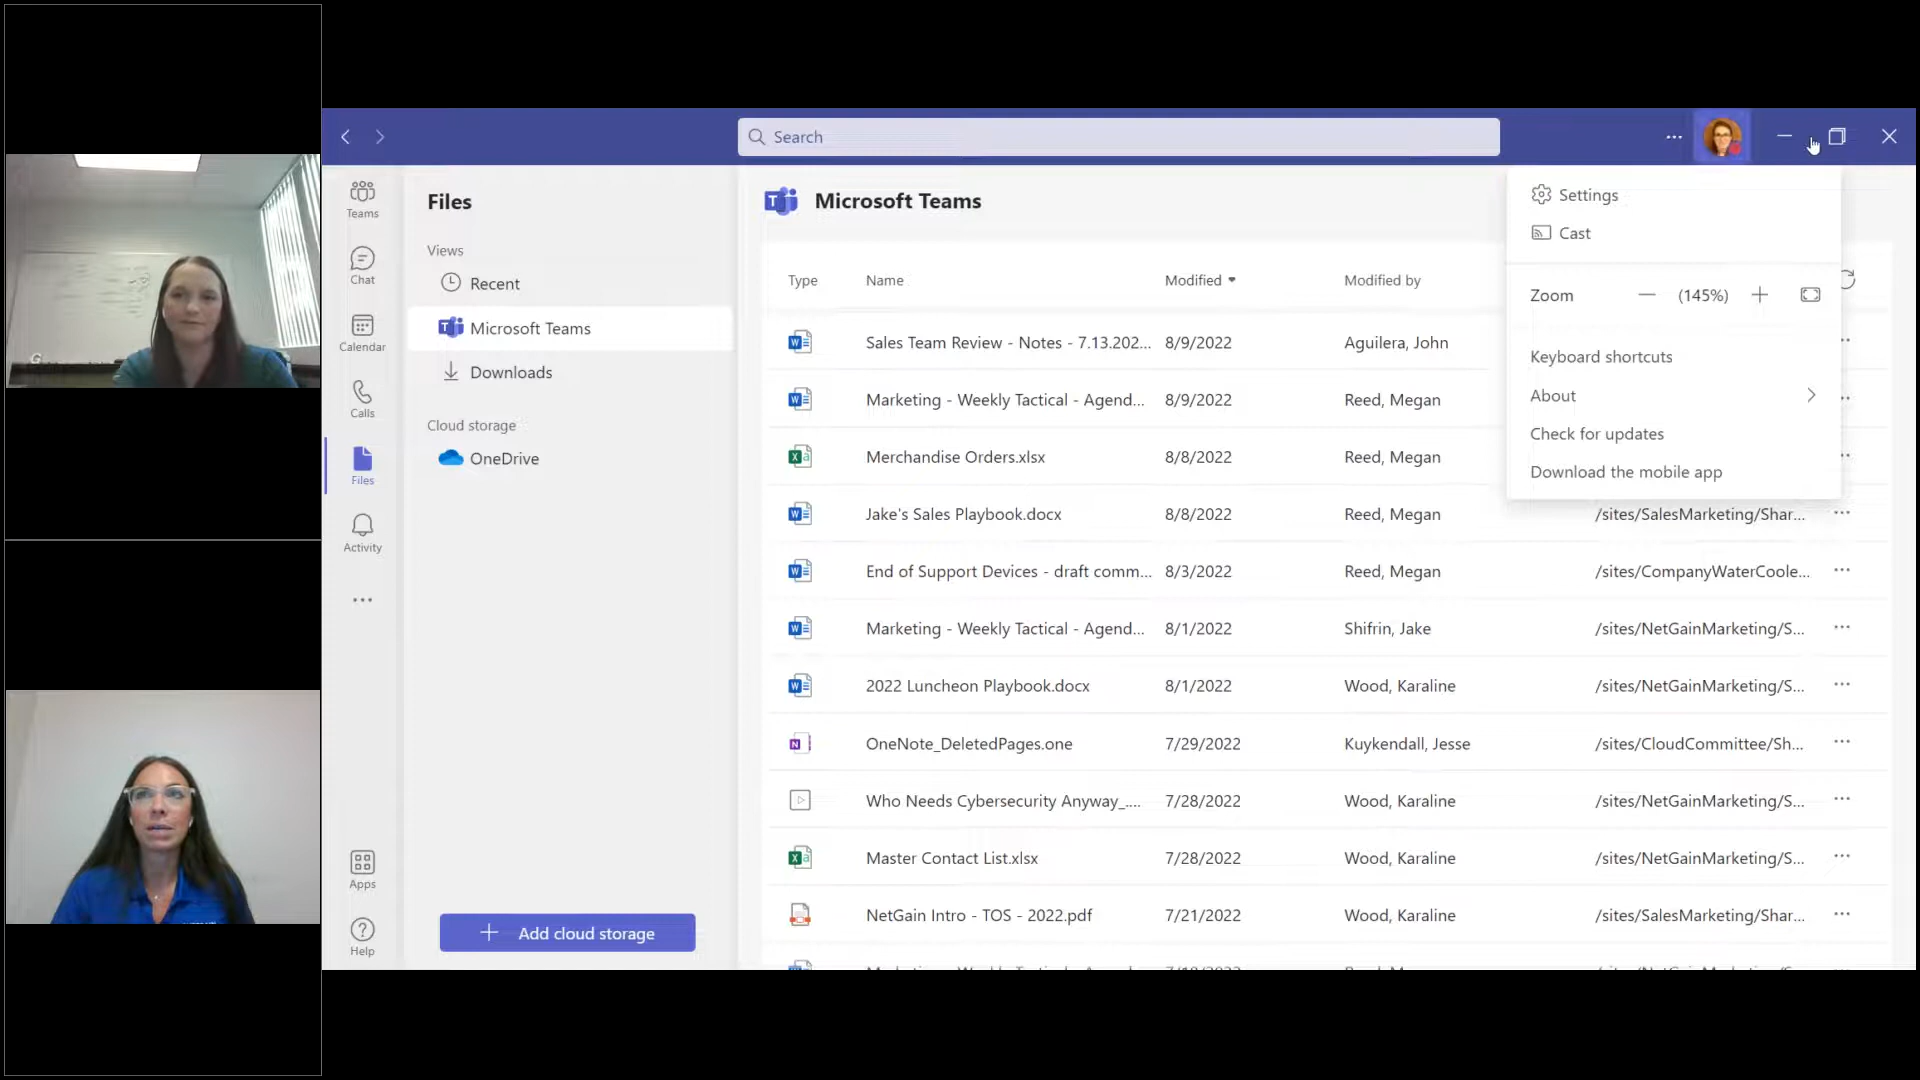 Search
Teams
Chat
Calendar
Calls
Files
Activity
Apps
Help
Files
Views
Recent
Microsoft Teams
Downloads
Cloud storage
OneDrive
Add cloud storage
Microsoft Teams
Type Name Modified Modified by
Sales Team Review - Notes - 7.13.202... 8/9/2022 Aguilera, John
Marketing - Weekly Tactical - Agend... 8/9/2022 Reed, Megan
Merchandise Orders.xlsx 8/8/2022 Reed, Megan
Jake's Sales Playbook.docx 8/8/2022 Reed, Megan /sites/SalesMarketing/Shar...
End of Support Devices - draft comm... 8/3/2022 Reed, Megan /sites/CompanyWaterCoole...
Marketing - Weekly Tactical - Agend... 8/1/2022 Shifrin, Jake /sites/NetGainMarketing/S...
2022 Luncheon Playbook.docx 8/1/2022 Wood, Karaline /sites/NetGainMarketing/S...
OneNote_DeletedPages.one 7/29/2022 Kuykendall, Jesse /sites/CloudCommittee/Sh...
Who Needs Cybersecurity Anyway_.... 7/28/2022 Wood, Karaline /sites/NetGainMarketing/S...
Master Contact List.xlsx 7/28/2022 Wood, Karaline /sites/NetGainMarketing/S...
NetGain Intro - TOS - 2022.pdf 7/21/2022 Wood, Karaline /sites/SalesMarketing/Shar...
Settings
Cast
Zoom (145%)
Keyboard shortcuts
About
Check for updates
Download the mobile app